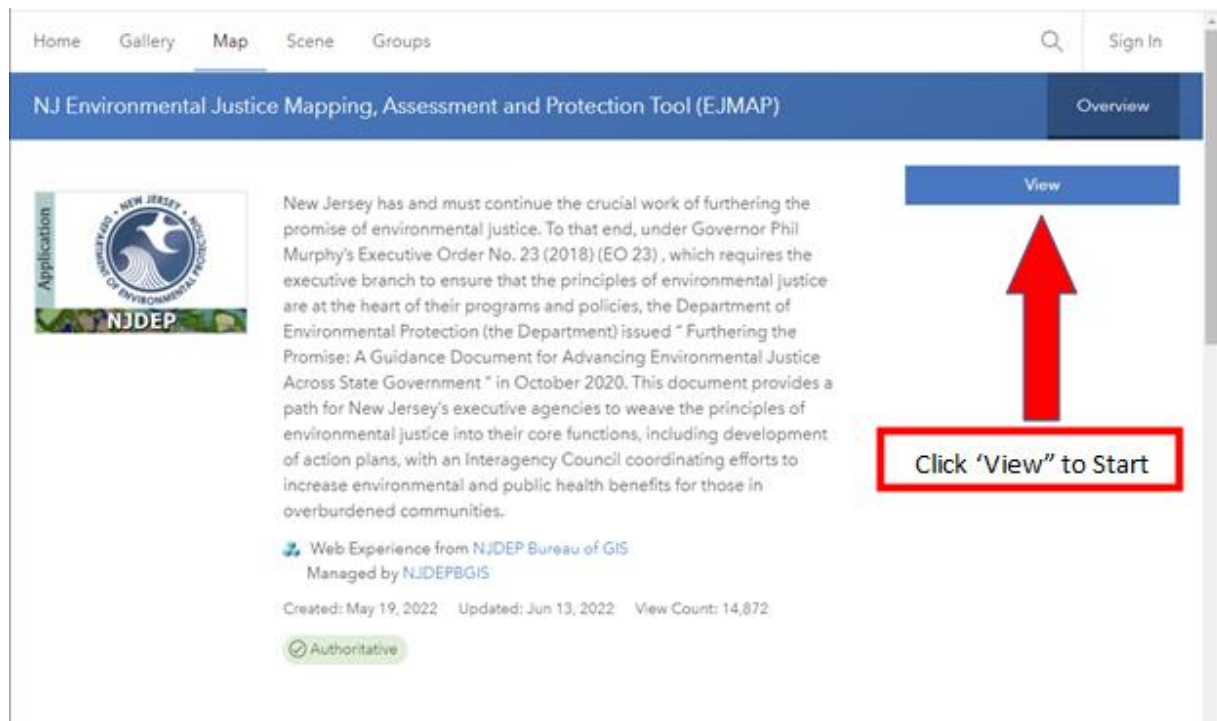 Home Gallery Map Scene Groups Sign In
NJ Environmental Justice Mapping, Assessment and Protection Tool (EJMAP) Overview
View
Application
NEW JERSEY
DEPARTMENT OF ENVIRONMENTAL PROTECTION
NJDEP
New Jersey has and must continue the crucial work of furthering the
promise of environmental justice. To that end, under Governor Phil
Murphy's Executive Order No. 23 (2018) (EO 23) , which requires the
executive branch to ensure that the principles of environmental justice
are at the heart of their programs and policies, the Department of
Environmental Protection (the Department) issued " Furthering the
Promise: A Guidance Document for Advancing Environmental Justice
Across State Government " in October 2020. This document provides a
path for New Jersey's executive agencies to weave the principles of
environmental justice into their core functions, including development
of action plans, with an Interagency Council coordinating efforts to
increase environmental and public health benefits for those in
overburdened communities.
Click ‘View” to Start
Web Experience from NJDEP Bureau of GIS
Managed by NJDEPBGIS
Created: May 19, 2022 Updated: Jun 13, 2022 View Count: 14,872
Authoritative